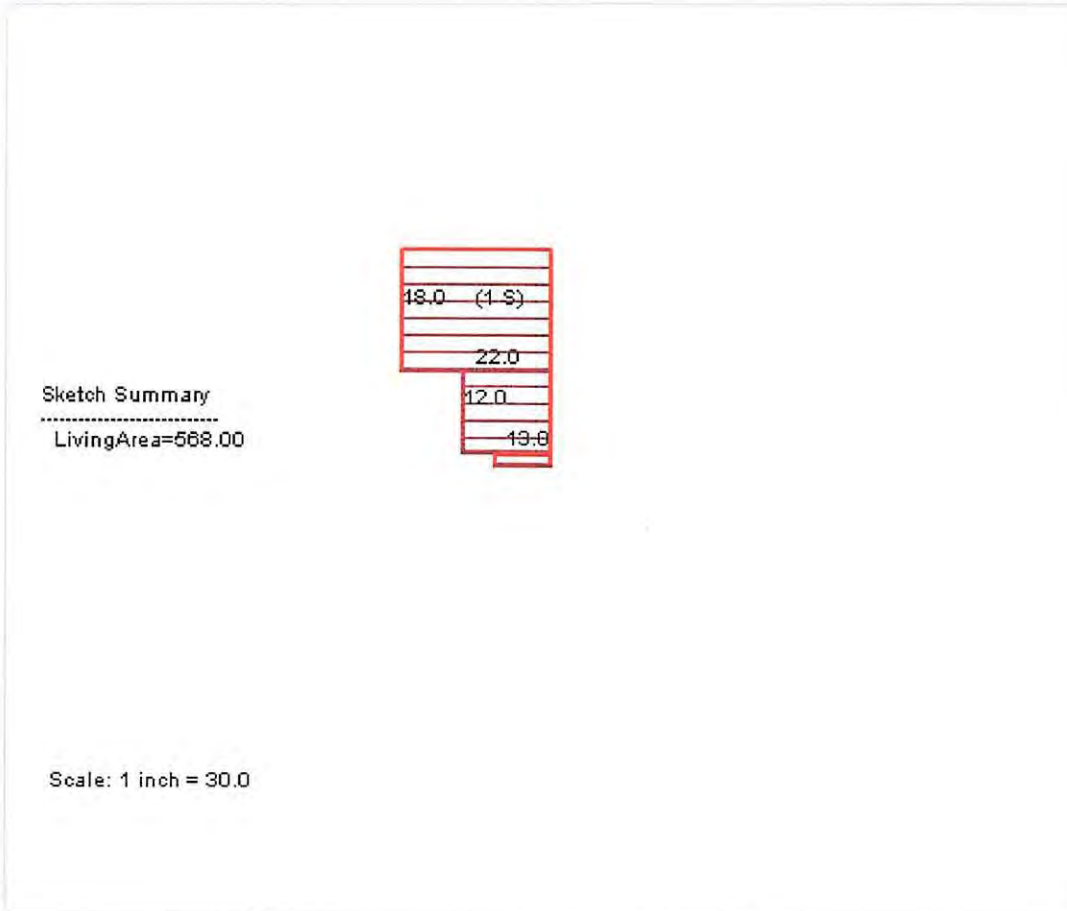 18.0 (1 S)
22.0
Sketch Summary
12.0
LivingArea=568.00
13.0
Scale: 1 inch = 30.0